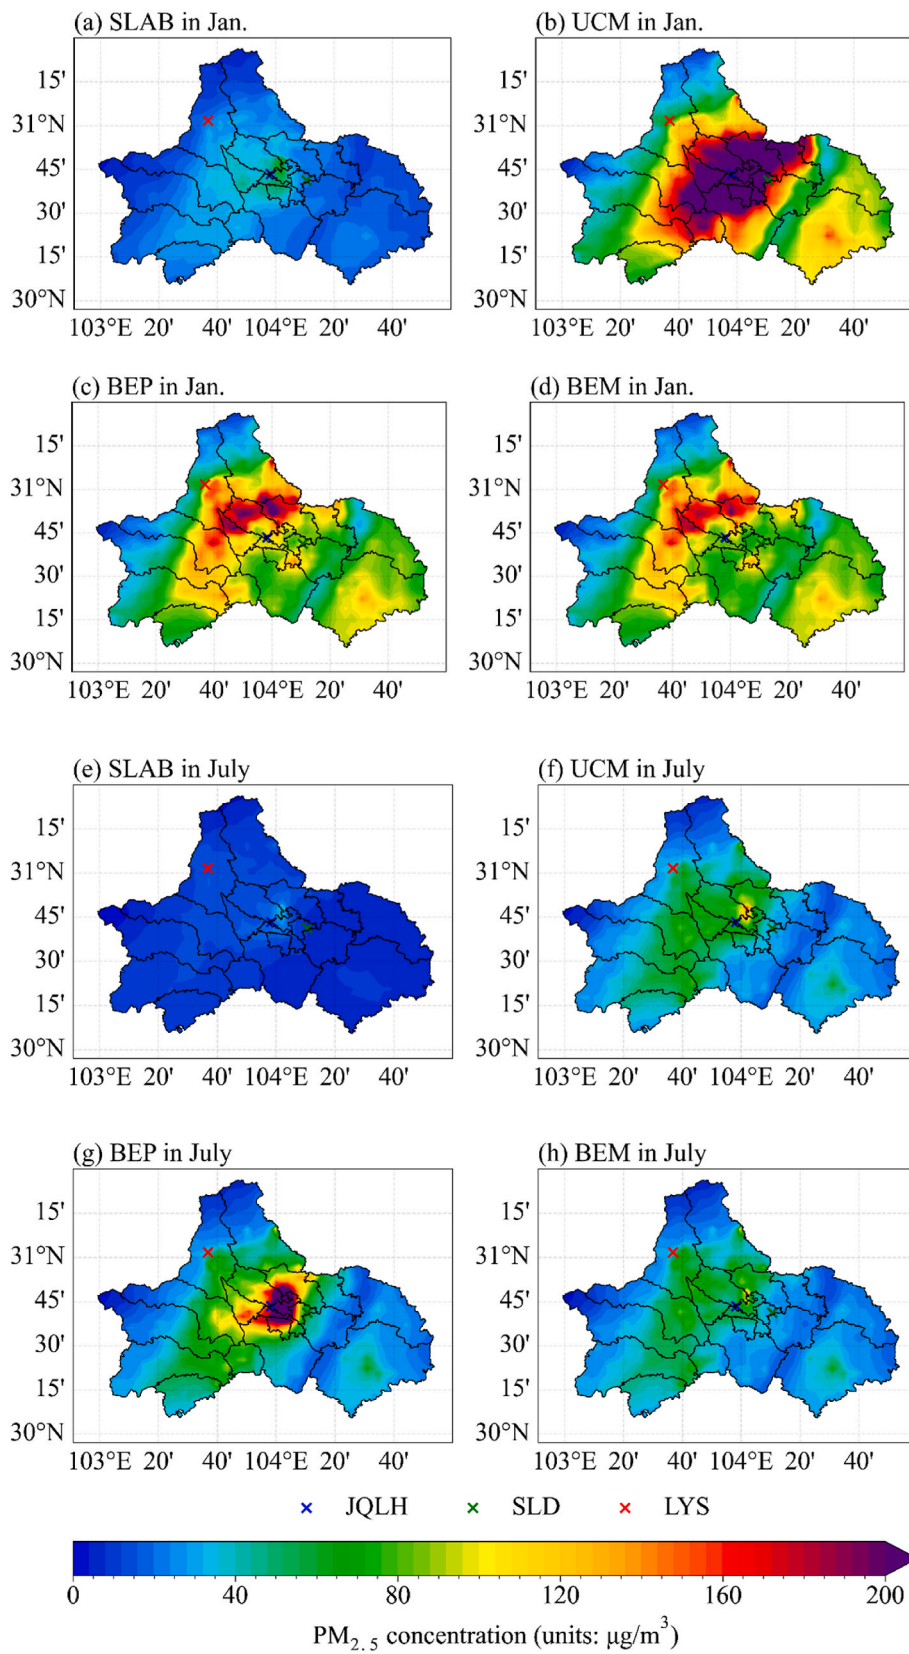 (a) SLAB in Jan.
(b) UCM in Jan.
15'
31°N
45'
30'
15'
30°N
103°E 20' 40' 104°E 20' 40'
15'
31°N
45'
30'
15'
30°N
103°E 20' 40' 104°E 20' 40'
(c) BEP in Jan.
(d) BEM in Jan.
15'
31°N
45'
30'
15'
30°N
103°E 20' 40' 104°E 20' 40'
15'
31°N
45'
30'
15'
30°N
103°E 20' 40' 104°E 20' 40'
(e) SLAB in July
(f) UCM in July
15'
31°N
45'
30'
15'
30°N
103°E 20' 40' 104°E 20' 40'
15'
31°N
45'
30'
15'
30°N
103°E 20' 40' 104°E 20' 40'
(g) BEP in July
(h) BEM in July
15'
31°N
45'
30'
15'
30°N
103°E 20' 40' 104°E 20' 40'
15'
31°N
45'
30'
15'
30°N
103°E 20' 40' 104°E 20' 40'
× JQLH × SLD × LYS
0 40 80 120 160 200
PM₂.₅ concentration (units: μg/m³)